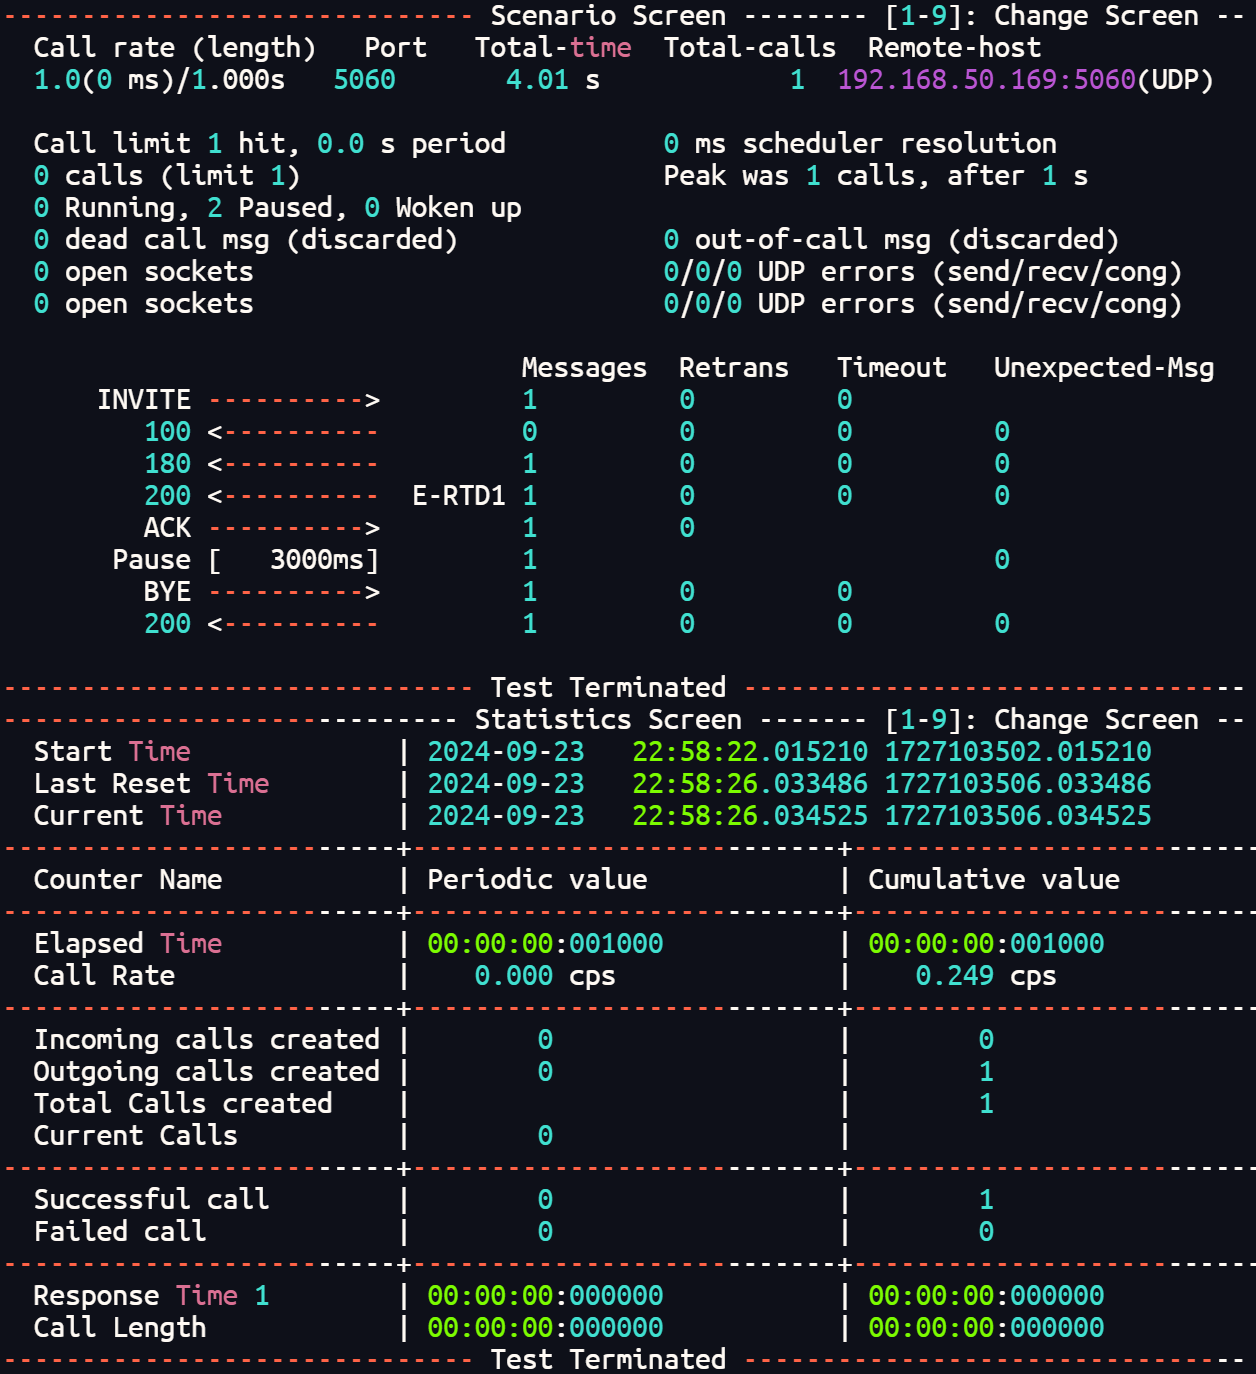 ------------------------------ Scenario Screen -------- [1-9]: Change Screen --
  Call rate (length)   Port   Total-time  Total-calls  Remote-host
  1.0(0 ms)/1.000s   5060       4.01 s            1  192.168.50.169:5060(UDP)

  Call limit 1 hit, 0.0 s period          0 ms scheduler resolution
  0 calls (limit 1)                       Peak was 1 calls, after 1 s
  0 Running, 2 Paused, 0 Woken up
  0 dead call msg (discarded)             0 out-of-call msg (discarded)
  0 open sockets                          0/0/0 UDP errors (send/recv/cong)
  0 open sockets                          0/0/0 UDP errors (send/recv/cong)

                                 Messages  Retrans   Timeout   Unexpected-Msg
      INVITE ---------->         1         0         0
         100 <----------         0         0         0         0
         180 <----------         1         0         0         0
         200 <----------  E-RTD1 1         0         0         0
         ACK ---------->         1         0
       Pause [   3000ms]         1                             0
         BYE ---------->         1         0         0
         200 <----------         1         0         0         0

------------------------------ Test Terminated --------------------------------
----------------------------- Statistics Screen ------- [1-9]: Change Screen --
  Start Time             | 2024-09-23   22:58:22.015210 1727103502.015210
  Last Reset Time        | 2024-09-23   22:58:26.033486 1727103506.033486
  Current Time           | 2024-09-23   22:58:26.034525 1727103506.034525
-------------------------+---------------------------+--------------------------
  Counter Name           | Periodic value            | Cumulative value
-------------------------+---------------------------+--------------------------
  Elapsed Time           | 00:00:00:001000           | 00:00:00:001000
  Call Rate              |    0.000 cps              |    0.249 cps
-------------------------+---------------------------+--------------------------
  Incoming calls created |        0                  |        0
  Outgoing calls created |        0                  |        1
  Total Calls created    |                           |        1
  Current Calls          |        0                  |
-------------------------+---------------------------+--------------------------
  Successful call        |        0                  |        1
  Failed call            |        0                  |        0
-------------------------+---------------------------+--------------------------
  Response Time 1        | 00:00:00:000000           | 00:00:00:000000
  Call Length            | 00:00:00:000000           | 00:00:00:000000
------------------------------ Test Terminated --------------------------------